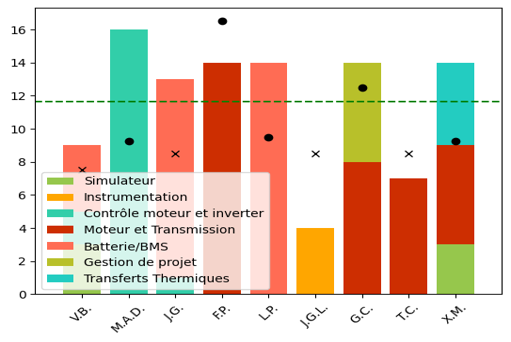 16
14
12
10
8
6
4
2
0
Simulateur
Instrumentation
Contrôle moteur et inverter
Moteur et Transmission
Batterie/BMS
Gestion de projet
Transferts Thermiques
V.B. M.A.D. J.G. F.P. L.P. J.G.L. G.C. T.C. X.M.